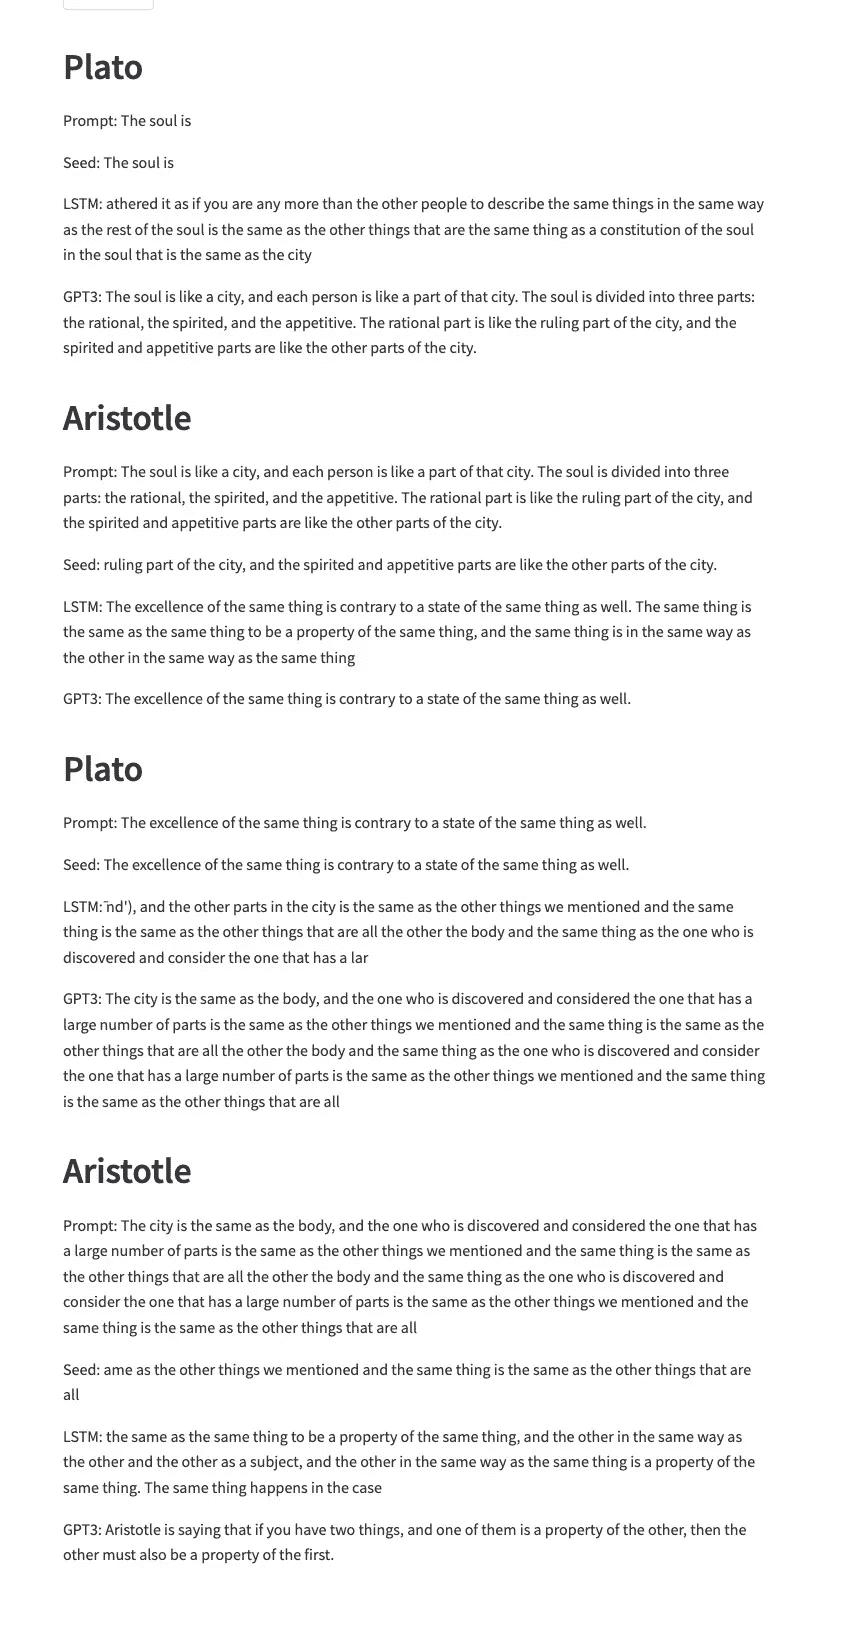 Plato
Prompt: The soul is
Seed: The soul is
LSTM: athered it as if you are any more than the other people to describe the same things in the same way
as the rest of the soul is the same as the other things that are the same thing as a constitution of the soul
in the soul that is the same as the city
GPT3: The soul is like a city, and each person is like a part of that city. The soul is divided into three parts:
the rational, the spirited, and the appetitive. The rational part is like the ruling part of the city, and the
spirited and appetitive parts are like the other parts of the city.
Aristotle
Prompt: The soul is like a city, and each person is like a part of that city. The soul is divided into three
parts: the rational, the spirited, and the appetitive. The rational part is like the ruling part of the city, and
the spirited and appetitive parts are like the other parts of the city.
Seed: ruling part of the city, and the spirited and appetitive parts are like the other parts of the city.
LSTM: The excellence of the same thing is contrary to a state of the same thing as well. The same thing is
the same as the same thing to be a property of the same thing, and the same thing is in the same way as
the other in the same way as the same thing
GPT3: The excellence of the same thing is contrary to a state of the same thing as well.
Plato
Prompt: The excellence of the same thing is contrary to a state of the same thing as well.
Seed: The excellence of the same thing is contrary to a state of the same thing as well.
LSTM: ̄nd'), and the other parts in the city is the same as the other things we mentioned and the same
thing is the same as the other things that are all the other the body and the same thing as the one who is
discovered and consider the one that has a lar
GPT3: The city is the same as the body, and the one who is discovered and considered the one that has a
large number of parts is the same as the other things we mentioned and the same thing is the same as the
other things that are all the other the body and the same thing as the one who is discovered and consider
the one that has a large number of parts is the same as the other things we mentioned and the same thing
is the same as the other things that are all
Aristotle
Prompt: The city is the same as the body, and the one who is discovered and considered the one that has
a large number of parts is the same as the other things we mentioned and the same thing is the same as
the other things that are all the other the body and the same thing as the one who is discovered and
consider the one that has a large number of parts is the same as the other things we mentioned and the
same thing is the same as the other things that are all
Seed: ame as the other things we mentioned and the same thing is the same as the other things that are
all
LSTM: the same as the same thing to be a property of the same thing, and the other in the same way as
the other and the other as a subject, and the other in the same way as the same thing is a property of the
same thing. The same thing happens in the case
GPT3: Aristotle is saying that if you have two things, and one of them is a property of the other, then the
other must also be a property of the first.